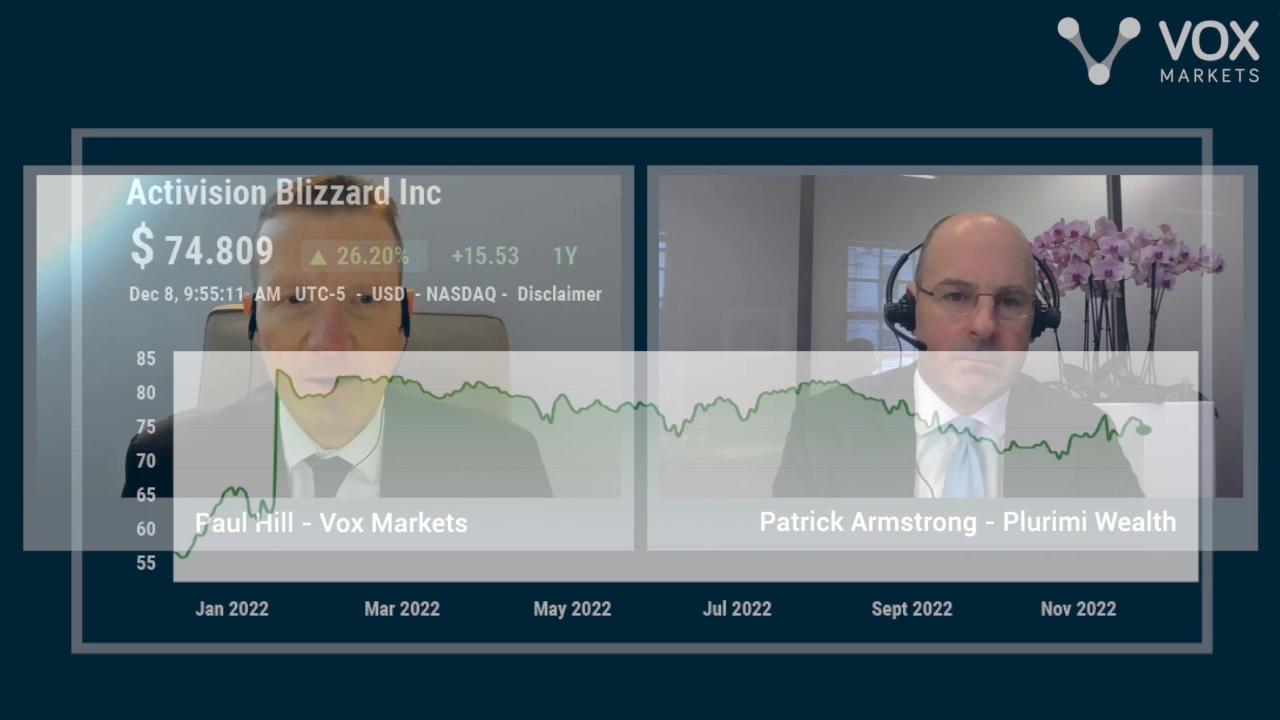 VOX
MARKETS
Activision Blizzard Inc
$ 74.809 ▲ 26.20% +15.53 1Y
Dec 8, 9:55:11 AM UTC-5 - USD - NASDAQ - Disclaimer
85
80
75
70
65
60
55
Paul Hill - Vox Markets
Patrick Armstrong - Plurimi Wealth
Jan 2022 Mar 2022 May 2022 Jul 2022 Sept 2022 Nov 2022